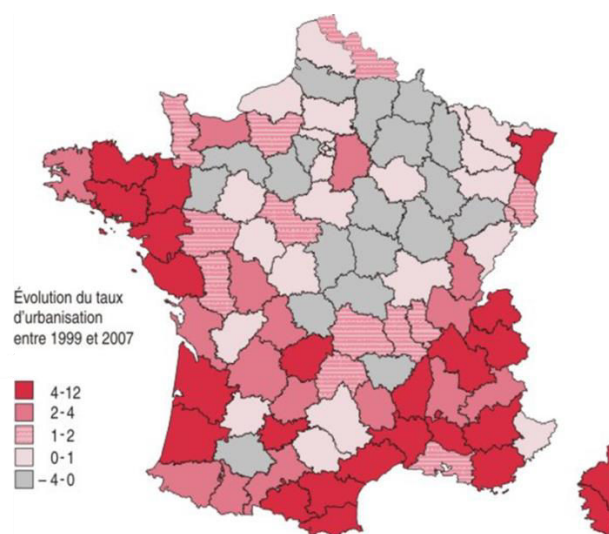 Évolution du taux
d'urbanisation
entre 1999 et 2007
4-12
2-4
1-2
0-1
-4-0